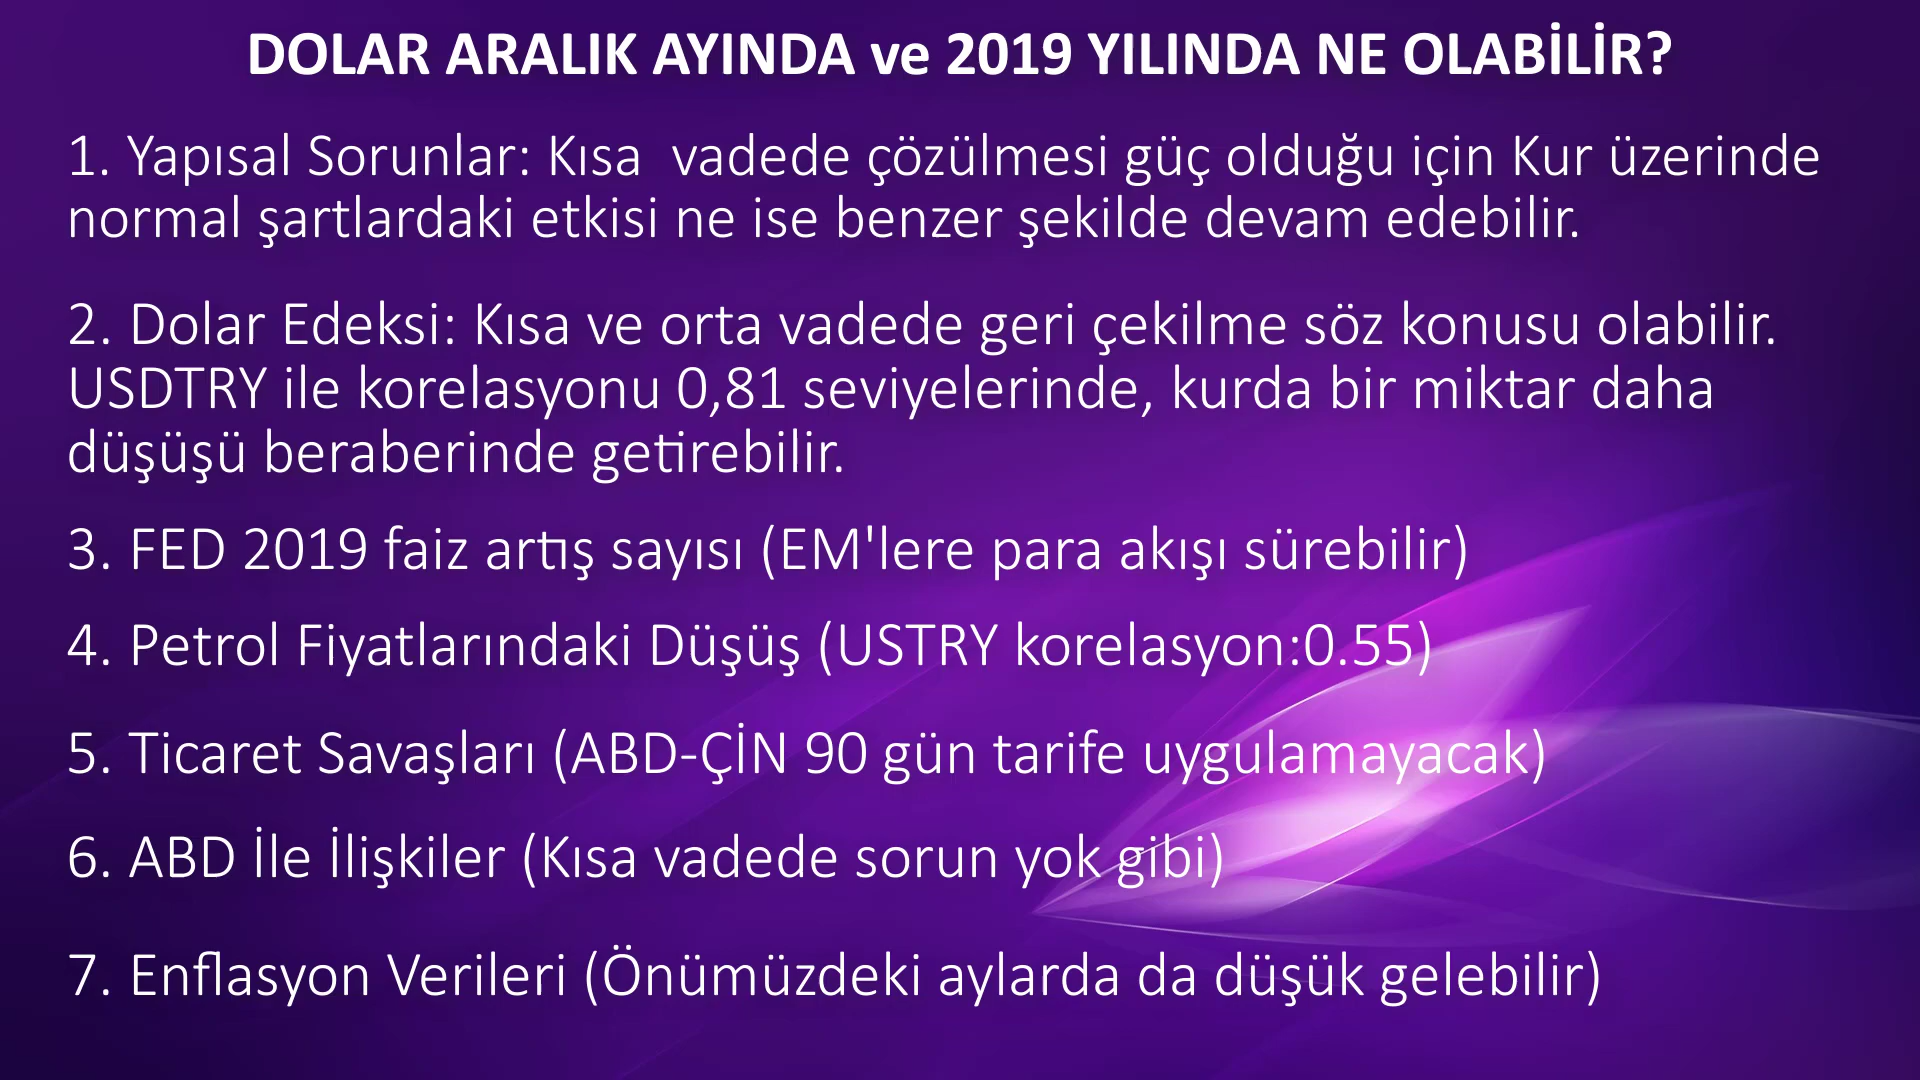 DOLAR ARALIK AYINDA ve 2019 YILINDA NE OLABİLİR?
1. Yapısal Sorunlar: Kısa  vadede çözülmesi güç olduğu için Kur üzerinde
normal şartlardaki etkisi ne ise benzer şekilde devam edebilir.
2. Dolar Edeksi: Kısa ve orta vadede geri çekilme söz konusu olabilir.
USDTRY ile korelasyonu 0,81 seviyelerinde, kurda bir miktar daha
düşüşü beraberinde getirebilir.
3. FED 2019 faiz artış sayısı (EM'lere para akışı sürebilir)
4. Petrol Fiyatlarındaki Düşüş (USTRY korelasyon:0.55)
5. Ticaret Savaşları (ABD-ÇİN 90 gün tarife uygulamayacak)
6. ABD İle İlişkiler (Kısa vadede sorun yok gibi)
7. Enflasyon Verileri (Önümüzdeki aylarda da düşük gelebilir)